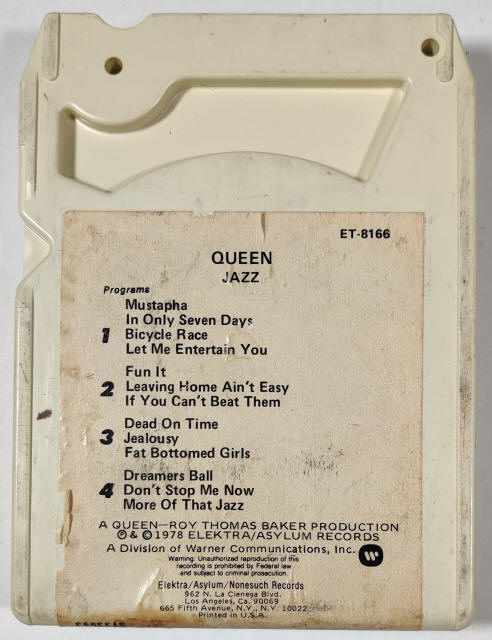 ET-8166
QUEEN
JAZZ
Programs
Mustapha
In Only Seven Days
1 Bicycle Race
Let Me Entertain You
Fun It
2 Leaving Home Ain't Easy
If You Can't Beat Them
Dead On Time
3 Jealousy
Fat Bottomed Girls
Dreamers Ball
4 Don't Stop Me Now
More Of That Jazz
A QUEEN—ROY THOMAS BAKER PRODUCTION
Ⓟ & © 1978 ELEKTRA/ASYLUM RECORDS
A Division of Warner Communications, Inc.
Warning: Unauthorized reproduction of this
recording is prohibited by Federal law
and subject to criminal prosecution.
Elektra/Asylum/Nonesuch Records
962 N. La Cienega Blvd.
Los Angeles, Ca. 90069
665 Fifth Avenue, N.Y., N.Y. 10022
Printed in U.S.A.